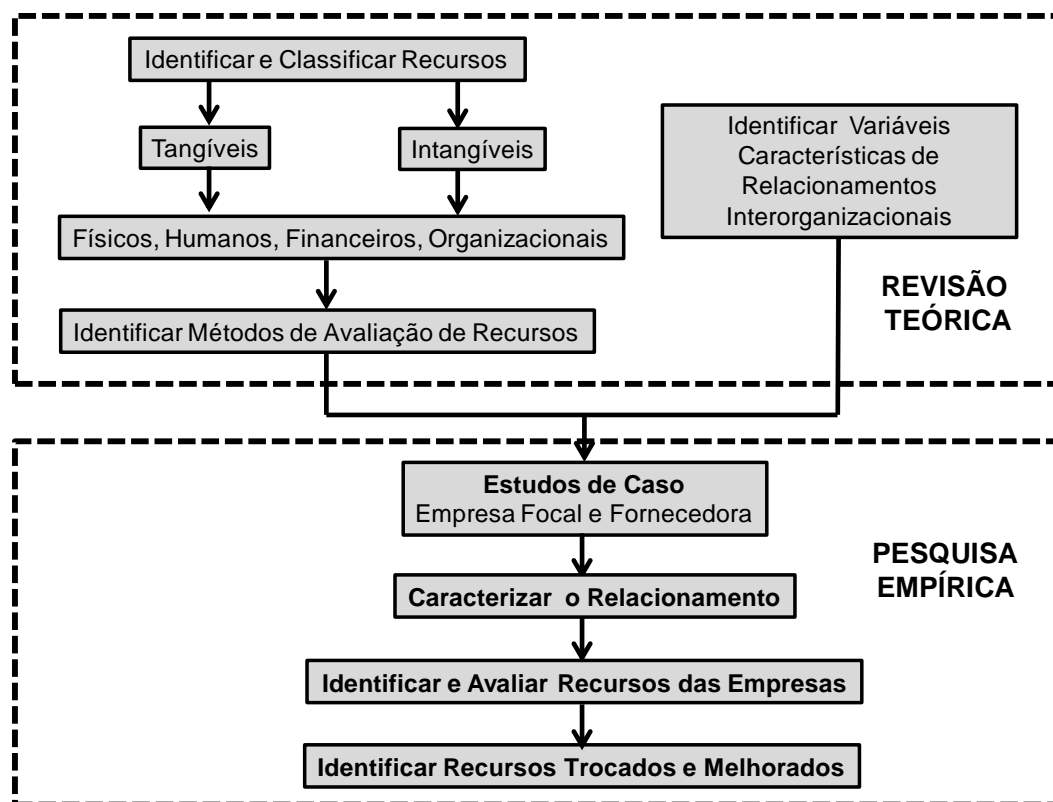 Identificar e Classificar Recursos
Tangíveis
Intangíveis
Físicos, Humanos, Financeiros, Organizacionais
Identificar Métodos de Avaliação de Recursos
Identificar Variáveis
Características de
Relacionamentos
Interorganizacionais
REVISÃO
TEÓRICA
Estudos de Caso
Empresa Focal e Fornecedora
Caracterizar o Relacionamento
Identificar e Avaliar Recursos das Empresas
Identificar Recursos Trocados e Melhorados
PESQUISA
EMPÍRICA